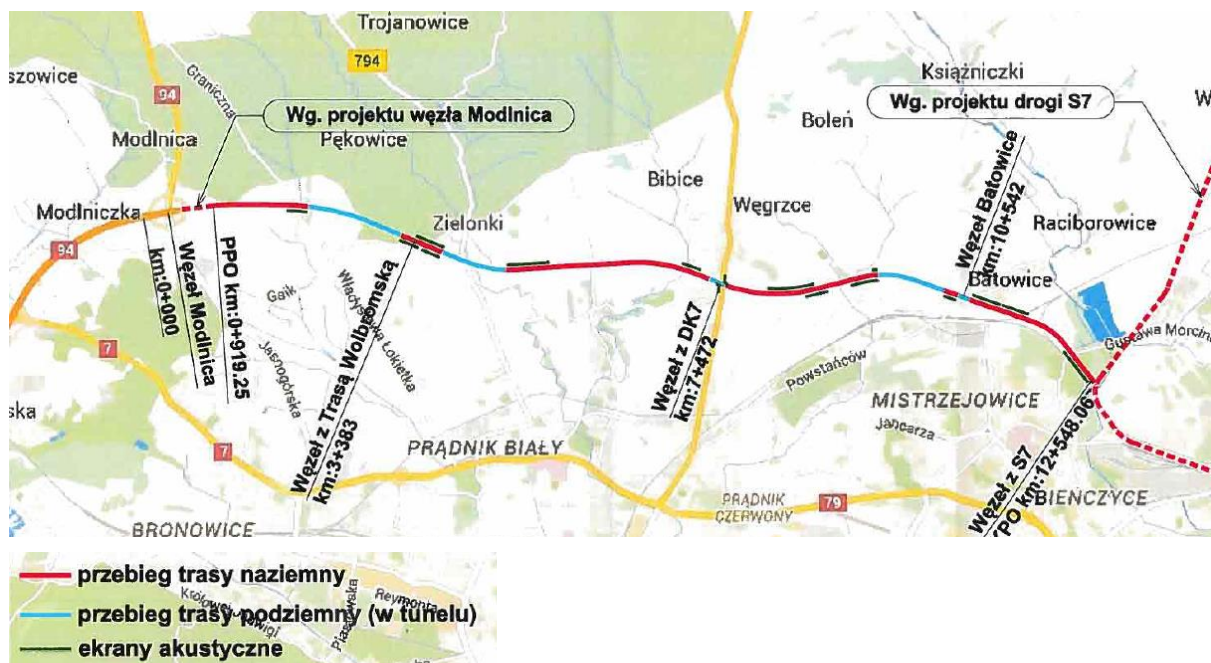 Trojanowice
794
94
Graniczna
Książniczki
Wg. projektu drogi S7
Wg. projektu węzła Modlnica
Modlnica
Pękowice
Boleń
Bibice
Węgrzce
Węzeł Batowice
km:10+542
Raciborowice
Modlniczka
Zielonki
94
km:0+000
Węzeł Modlnica
PPO km:0+919.25
Batowice
Gaik
Władysława Łokietka
Jasnogórska
Węzeł z Trasą Wolbromską
km:3+383
Węzeł z DK7
km:7+472
Gustawa Morcin
Powstańców
7
MISTRZEJOWICE
Jancarza
ska
PRĄDNIK BIAŁY
7
Węzeł z S7
km:12+548.06
BIEŃCZYCE
PRĄDNIK
CZERWONY
79
BRONOWICE
przebieg trasy naziemny
Królowej Jadwigi
Piastowska
Reymonta
przebieg trasy podziemny (w tunelu)
ekrany akustyczne